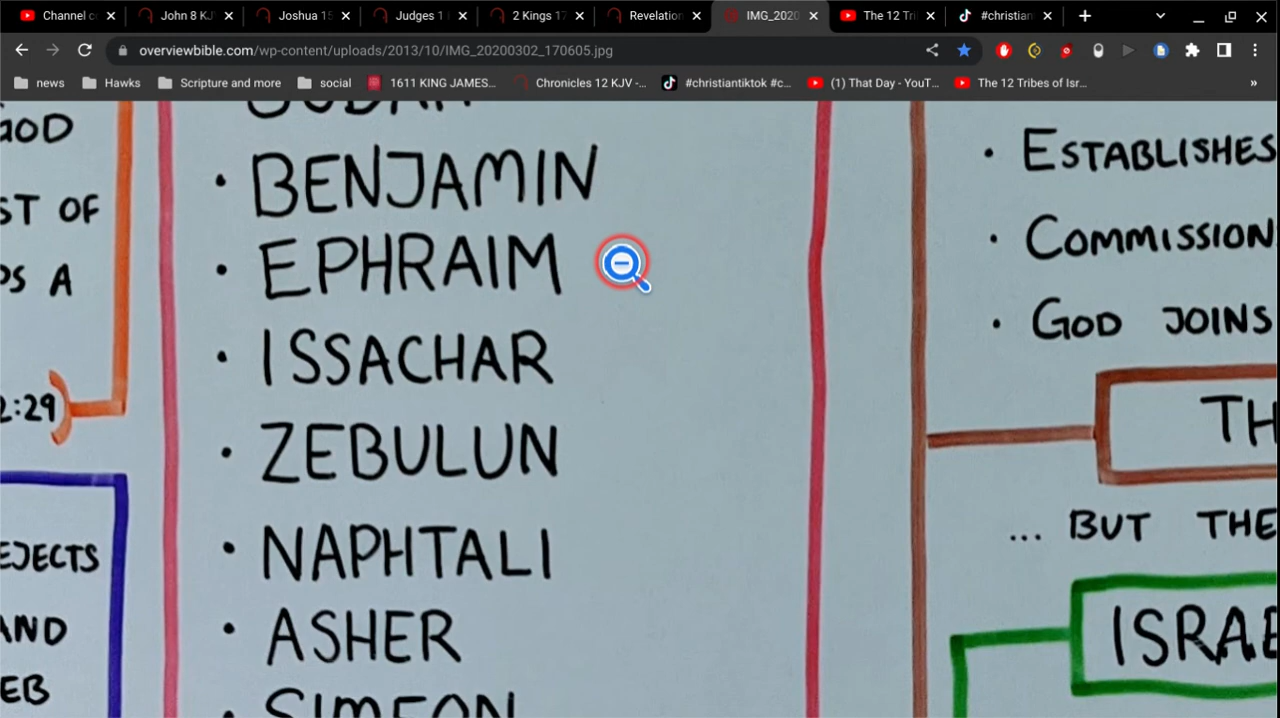 Channel c
John 8 KJ
Joshua 15
Judges 1
2 Kings 17
Revelation
IMG_2020
The 12 Tri
#christian
overviewbible.com/wp-content/uploads/2013/10/IMG_20200302_170605.jpg
news
Hawks
Scripture and more
social
1611 KING JAMES...
Chronicles 12 KJV -...
#christiantiktok #c...
(1) That Day - YouT...
The 12 Tribes of Isr...
»
JUDAH
• BENJAMIN
• EPHRAIM
• ISSACHAR
• ZEBULUN
• NAPHTALI
• ASHER
• SIMEON
GOD
ST OF
DS A
2:29)
EJECTS
AND
EB
• ESTABLISHES
• COMMISSION
• GOD JOINS
TH
... BUT THE
ISRAE